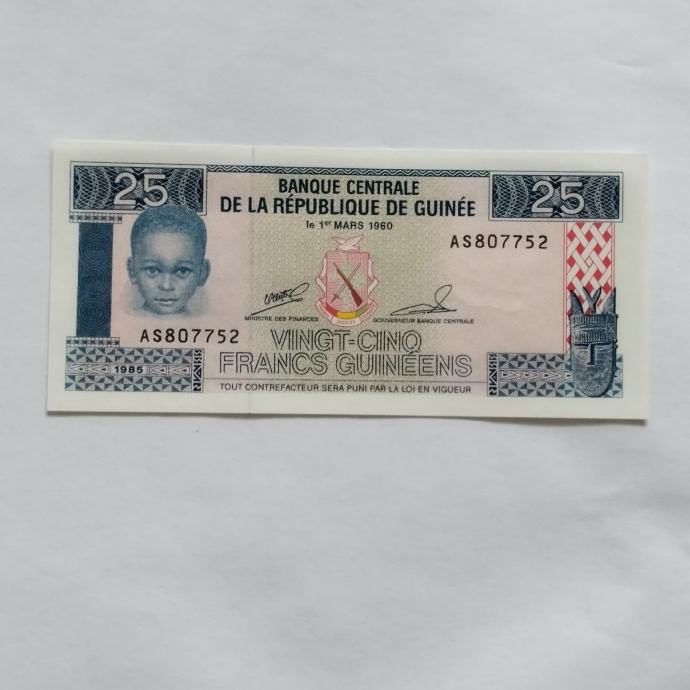 25
25
BANQUE CENTRALE
DE LA RÉPUBLIQUE DE GUINÉE
le 1er MARS 1960
AS807752
MINISTRE DES FINANCES
GOUVERNEUR BANQUE CENTRALE
AS807752
VINGT-CINQ
FRANCS GUINÉENS
1985
TOUT CONTREFACTEUR SERA PUNI PAR LA LOI EN VIGUEUR